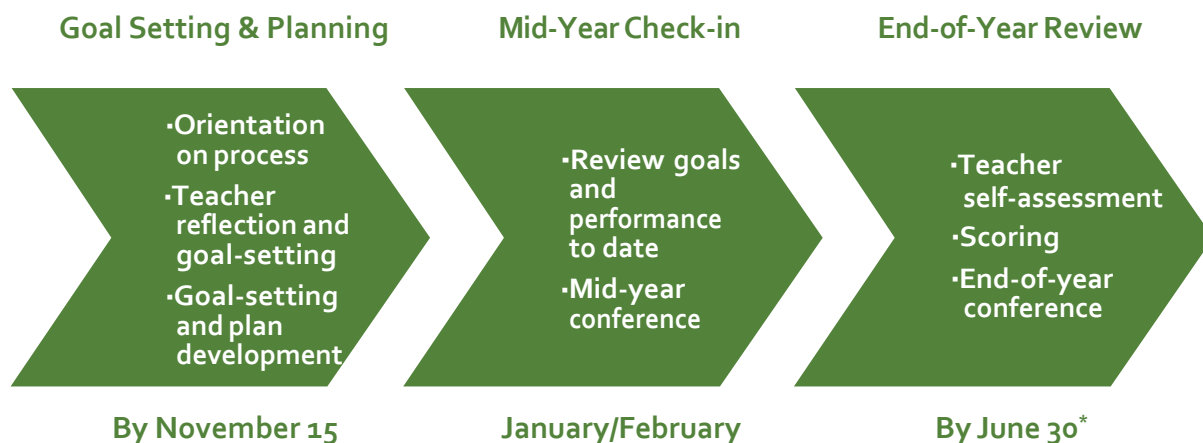 Goal Setting & Planning
Mid-Year Check-in
End-of-Year Review
▪Orientation
on process
▪Teacher
reflection and
goal-setting
▪Goal-setting
and plan
development
▪Review goals
and
performance
to date
▪Mid-year
conference
▪Teacher
self-assessment
▪Scoring
▪End-of-year
conference
By November 15
January/February
By June 30*